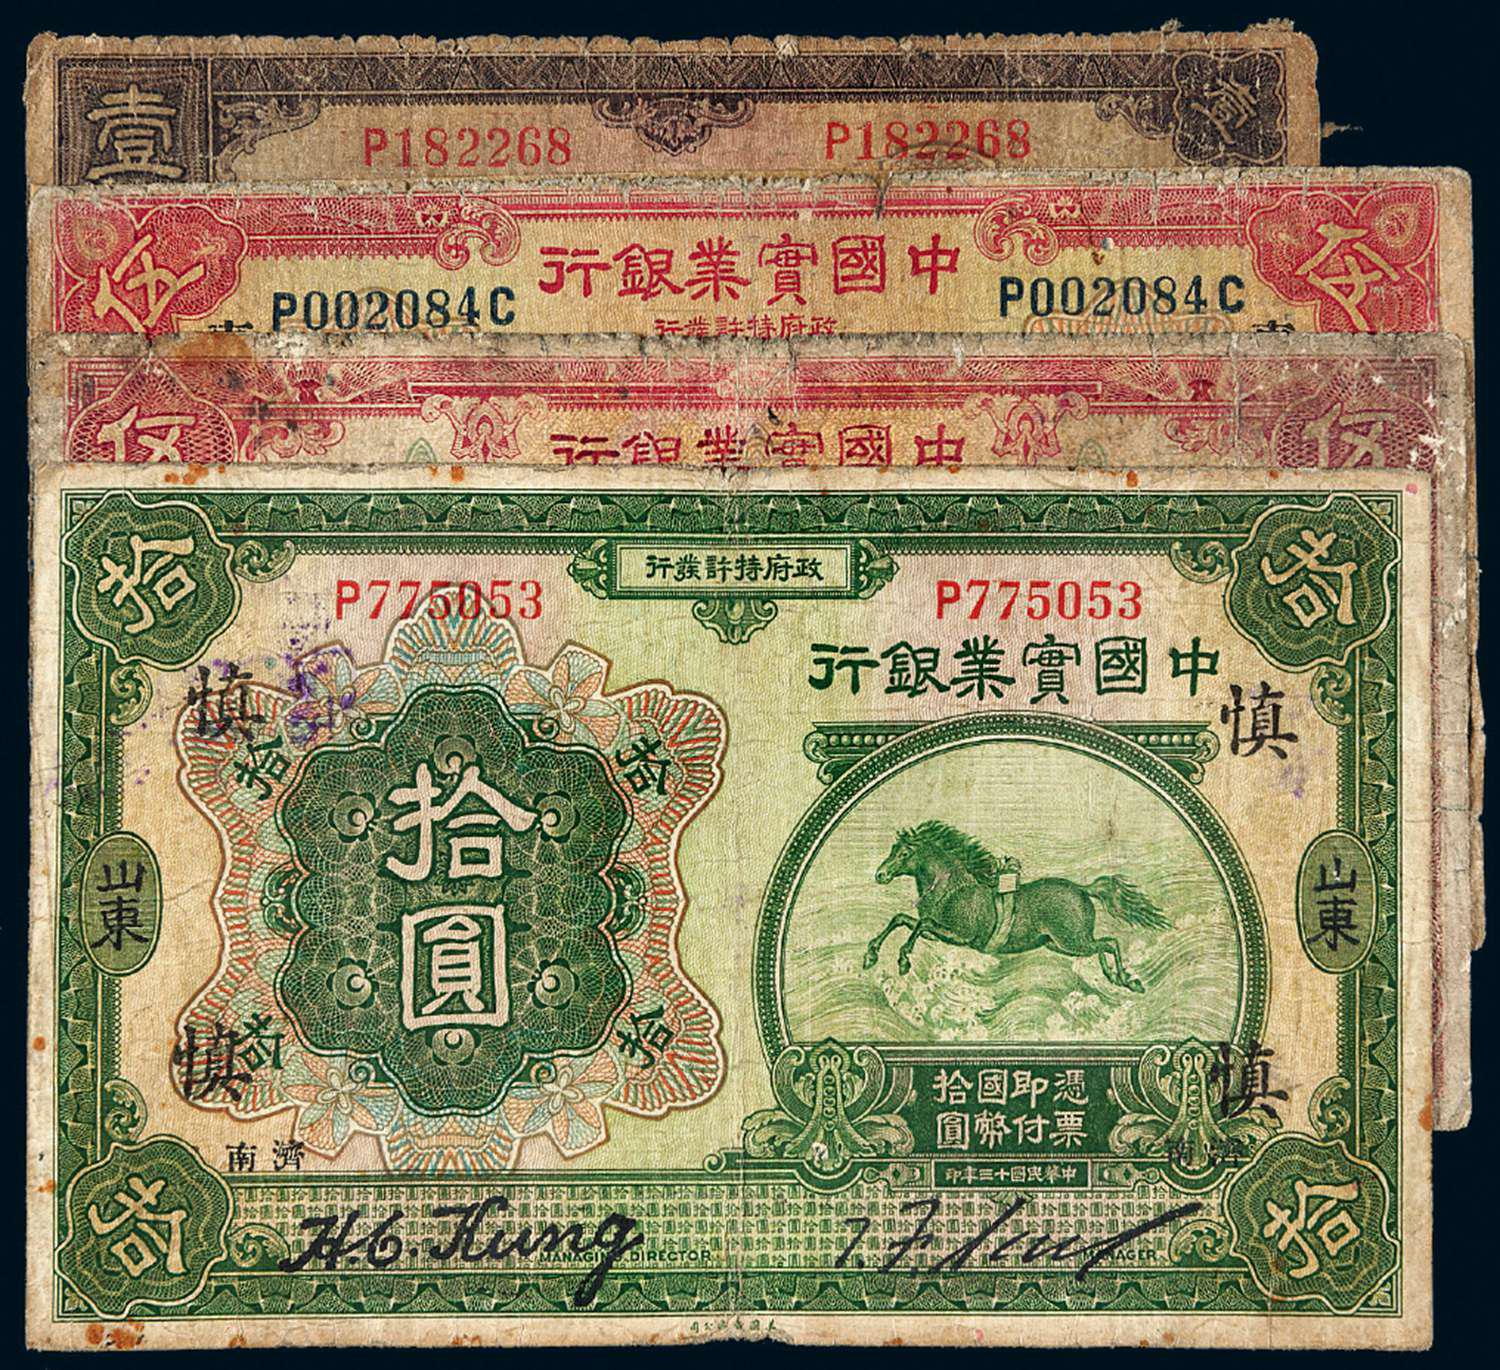 壹
P182268 P182268
伍 伍
行銀業實國中
P002084C P002084C
行發許特府政
伍 伍
行銀業實國中
拾 拾
行發許特府政
P775053 P775053
行銀業實國中
慎 慎
拾 拾
拾圓
山東 山東
拾 拾
慎 慎
憑票即付國幣拾圓
南濟 南濟
印年三十國民華中
H.C. Kung
MANAGING DIRECTOR MANAGER
拾 拾